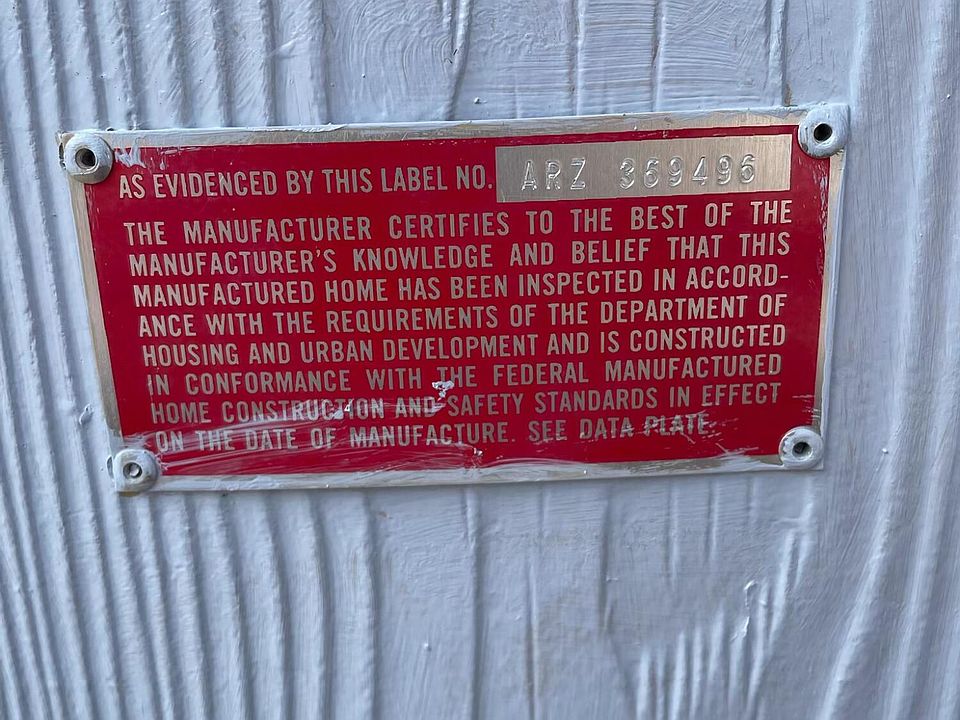 AS EVIDENCED BY THIS LABEL NO. ARZ 369496
THE MANUFACTURER CERTIFIES TO THE BEST OF THE
MANUFACTURER'S KNOWLEDGE AND BELIEF THAT THIS
MANUFACTURED HOME HAS BEEN INSPECTED IN ACCORD-
ANCE WITH THE REQUIREMENTS OF THE DEPARTMENT OF
HOUSING AND URBAN DEVELOPMENT AND IS CONSTRUCTED
IN CONFORMANCE WITH THE FEDERAL MANUFACTURED
HOME CONSTRUCTION AND SAFETY STANDARDS IN EFFECT
ON THE DATE OF MANUFACTURE. SEE DATA PLATE.